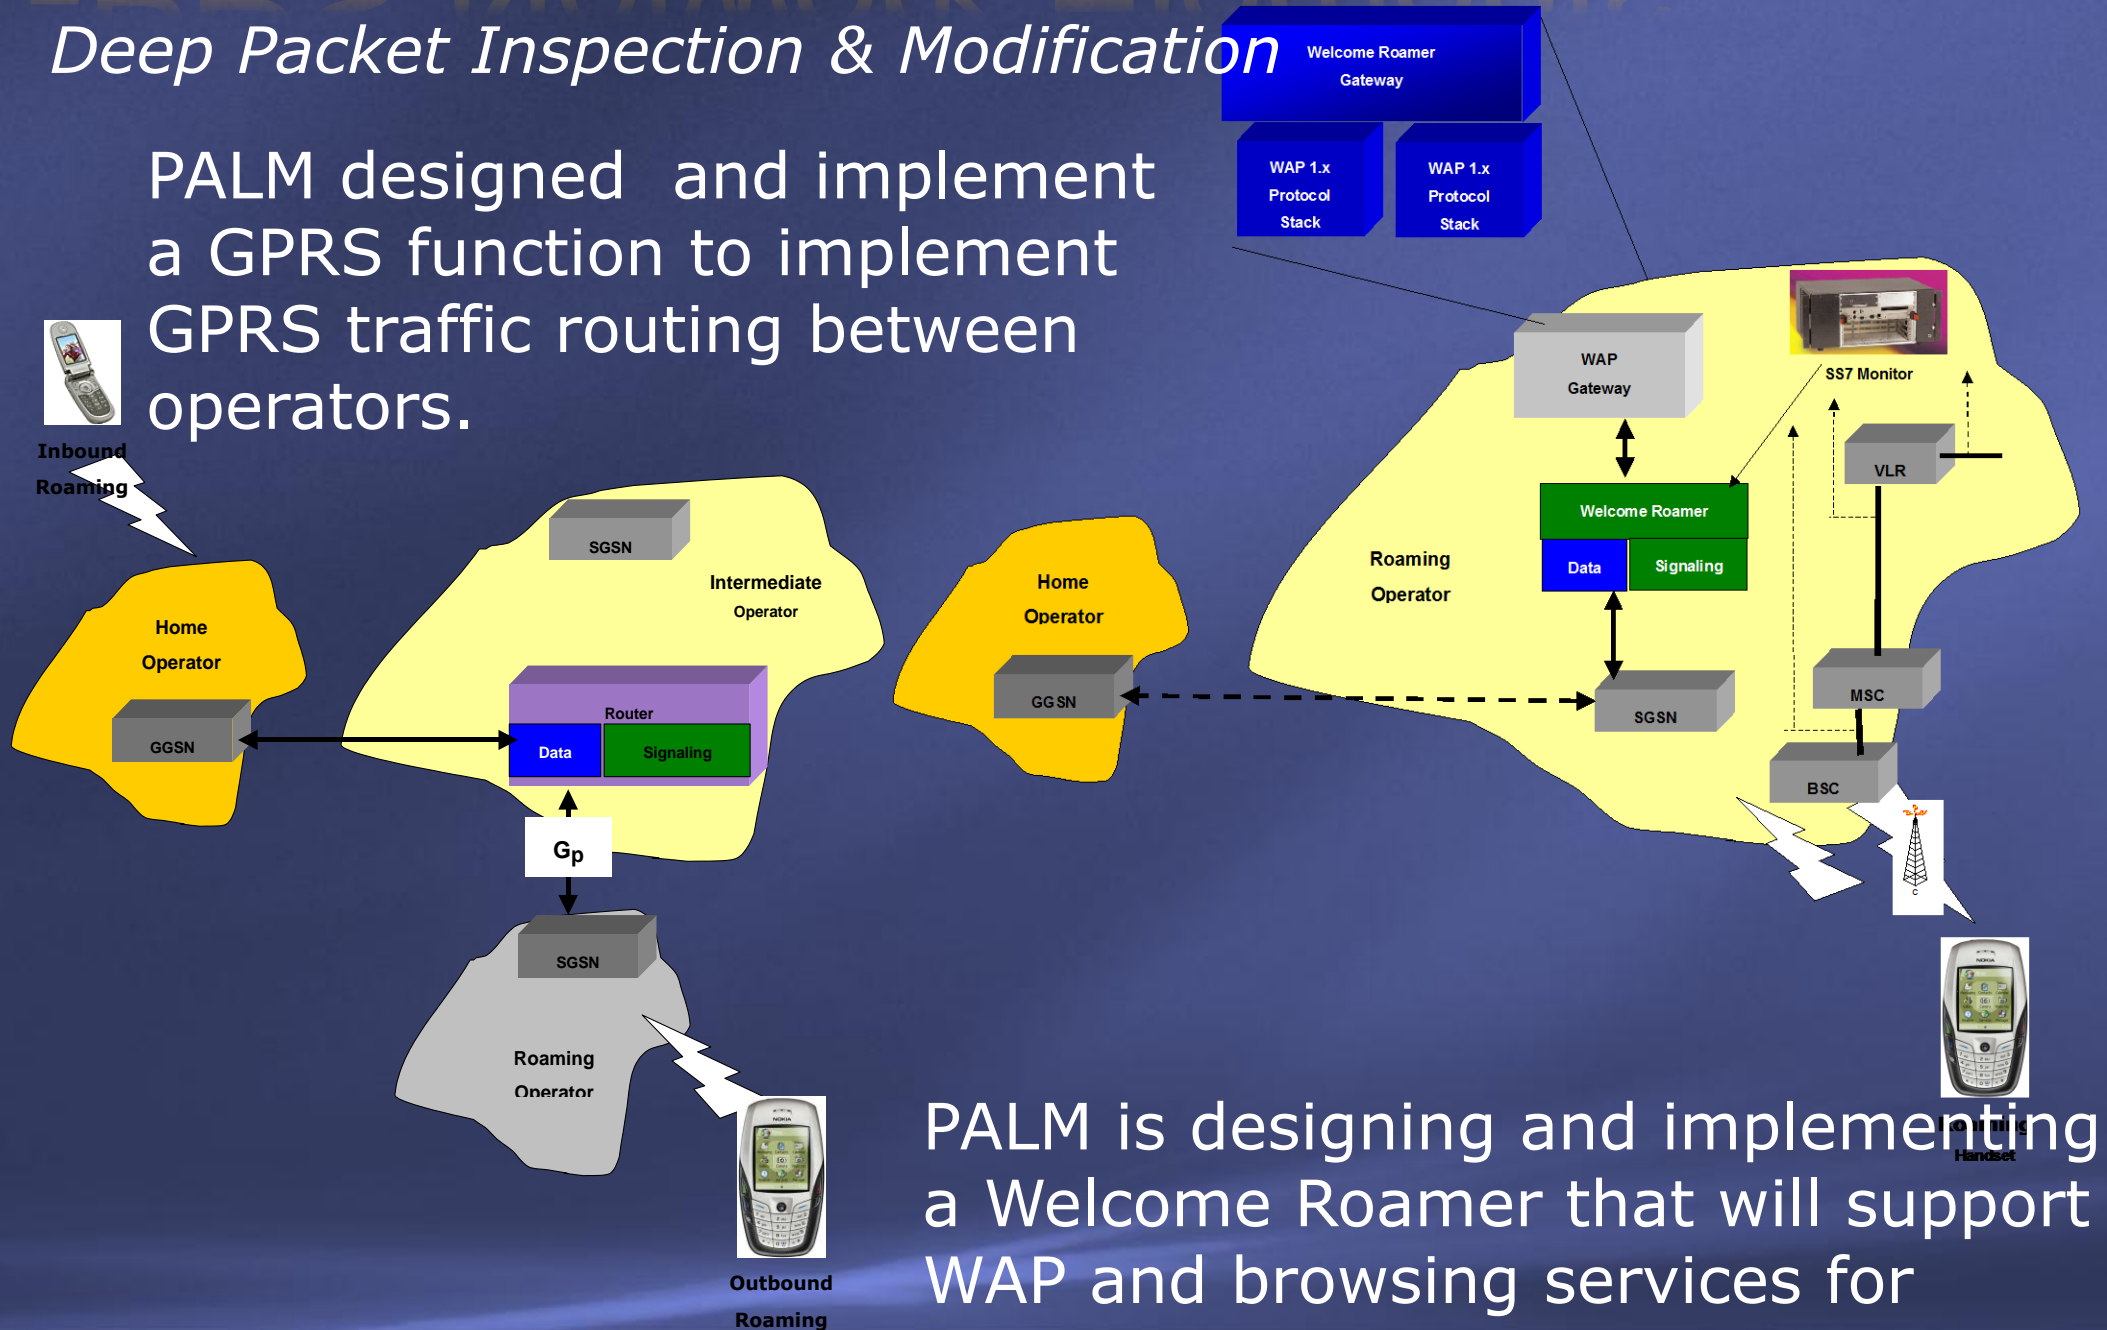 Deep Packet Inspection & Modification
PALM designed and implement
a GPRS function to implement
GPRS traffic routing between
operators.
Welcome Roamer
Gateway
WAP 1.x
Protocol
Stack
WAP 1.x
Protocol
Stack
Inbound
Roaming
Home
Operator
GGSN
SGSN
Intermediate
Operator
Router
Data
Signaling
Gp
SGSN
Roaming
Operator
Outbound
Roaming
Home
Operator
GGSN
WAP
Gateway
SS7 Monitor
VLR
Welcome Roamer
Data
Signaling
Roaming
Operator
SGSN
MSC
BSC
C
NOKIA
NOKIA
Roaming
Handset
PALM is designing and implementing
a Welcome Roamer that will support
WAP and browsing services for